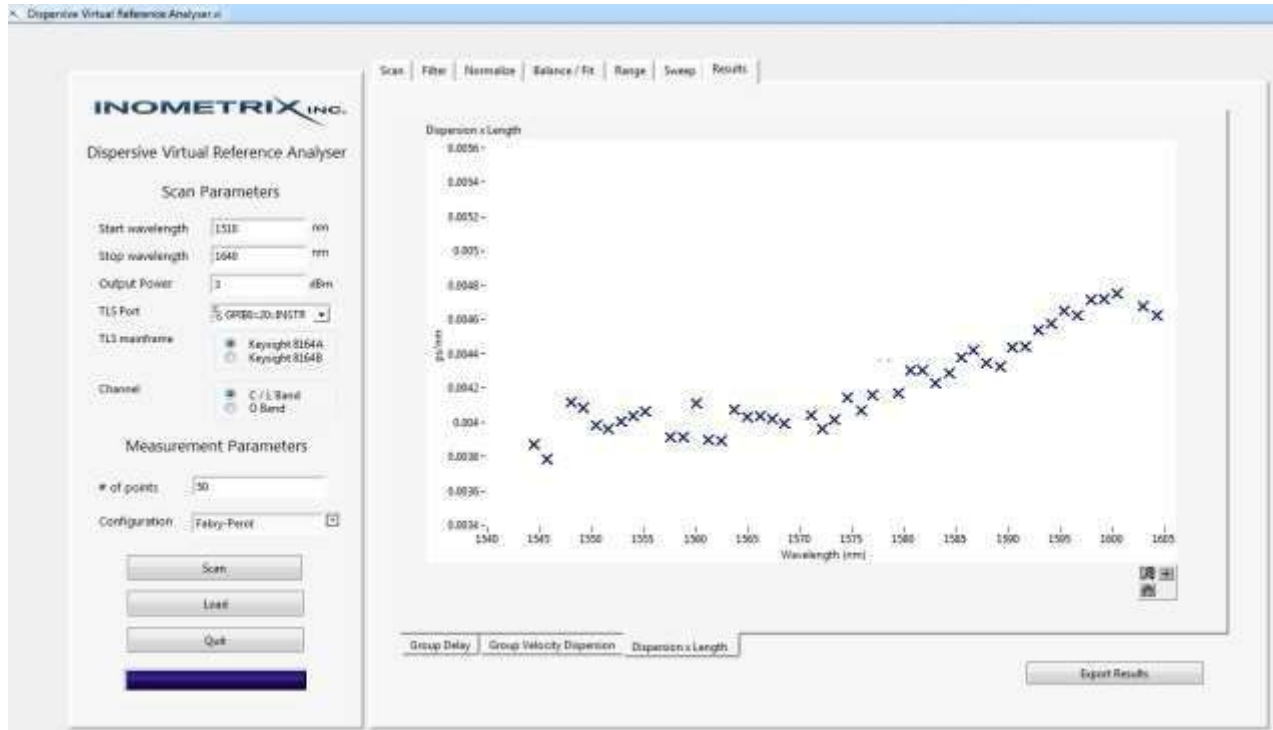 Dispersive Virtual Reference Analyser.vi
INOMETRIX INC.
Dispersive Virtual Reference Analyser
Scan Parameters
Start wavelength 1510 nm
Stop wavelength 1640 nm
Output Power 3 dBm
TLS Port GPIB0::20::INSTR
TLS mainframe
Keysight 8164A
Keysight 8164B
Channel
C / L Band
O Band
Measurement Parameters
# of points 50
Configuration Fabry-Perot
Scan
Load
Quit
Scan Filter Normalize Balance / Fit Range Sweep Results
Dispersion x Length
0.0056
0.0054
0.0052
0.005
0.0048
0.0046
0.0044
0.0042
0.004
0.0038
0.0036
0.0034
ps/nm
1540 1545 1550 1555 1560 1565 1570 1575 1580 1585 1590 1595 1600 1605
Wavelength (nm)
Group Delay Group Velocity Dispersion Dispersion x Length
Export Results